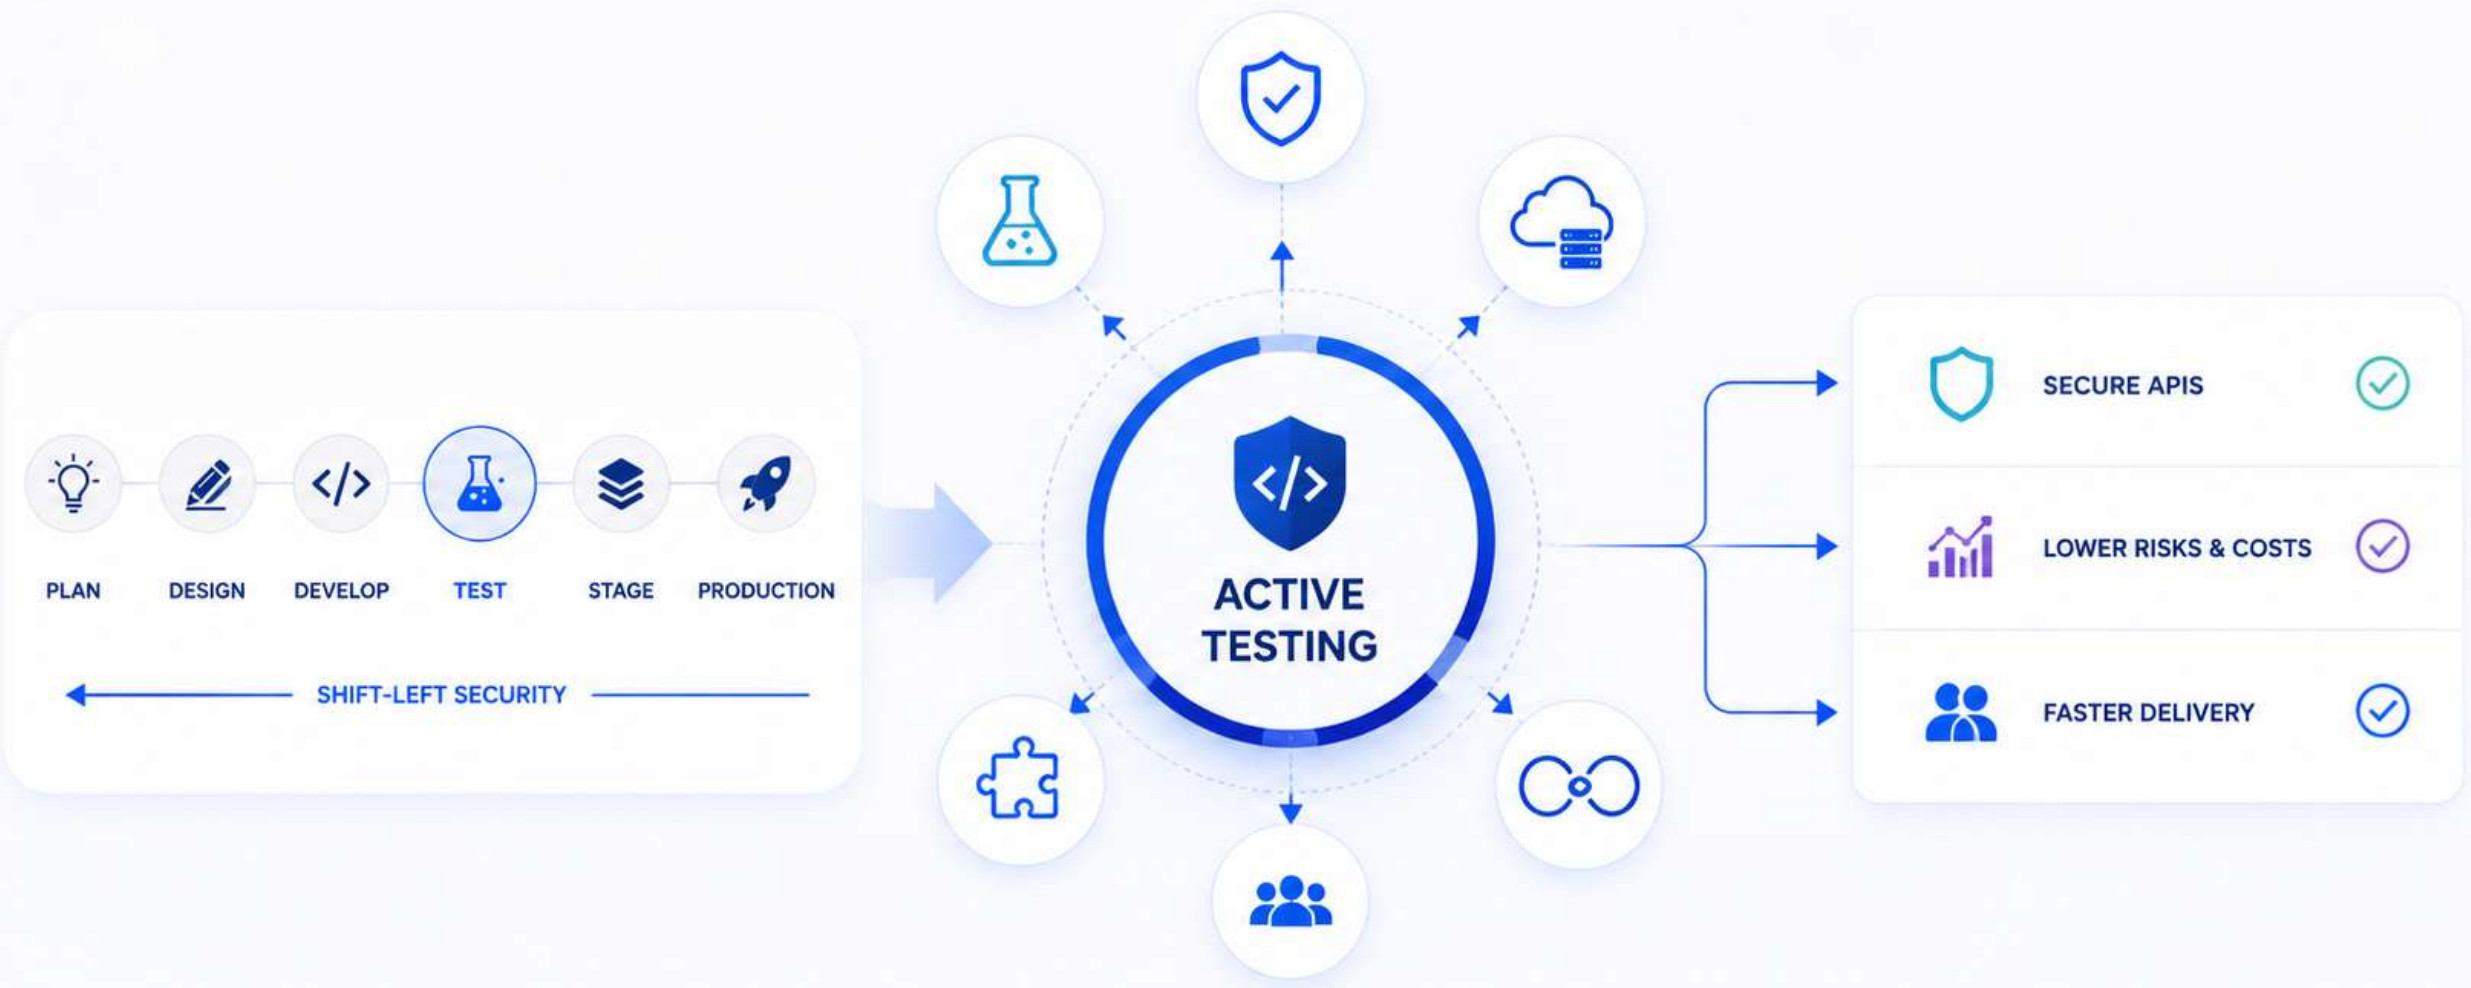 PLAN
DESIGN
DEVELOP
TEST
STAGE
PRODUCTION
SHIFT-LEFT SECURITY
</>
ACTIVE
TESTING
SECURE APIS
LOWER RISKS & COSTS
FASTER DELIVERY